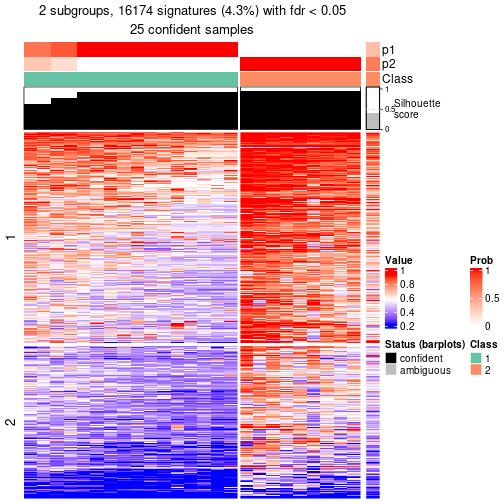 2 subgroups, 16174 signatures (4.3%) with fdr < 0.05
25 confident samples
p1
p2
Class
1
0.5
0
Silhouette
score
1
2
Value
1
0.8
0.6
0.4
0.2
Prob
1
0.5
0
Status (barplots)
confident
ambiguous
Class
1
2